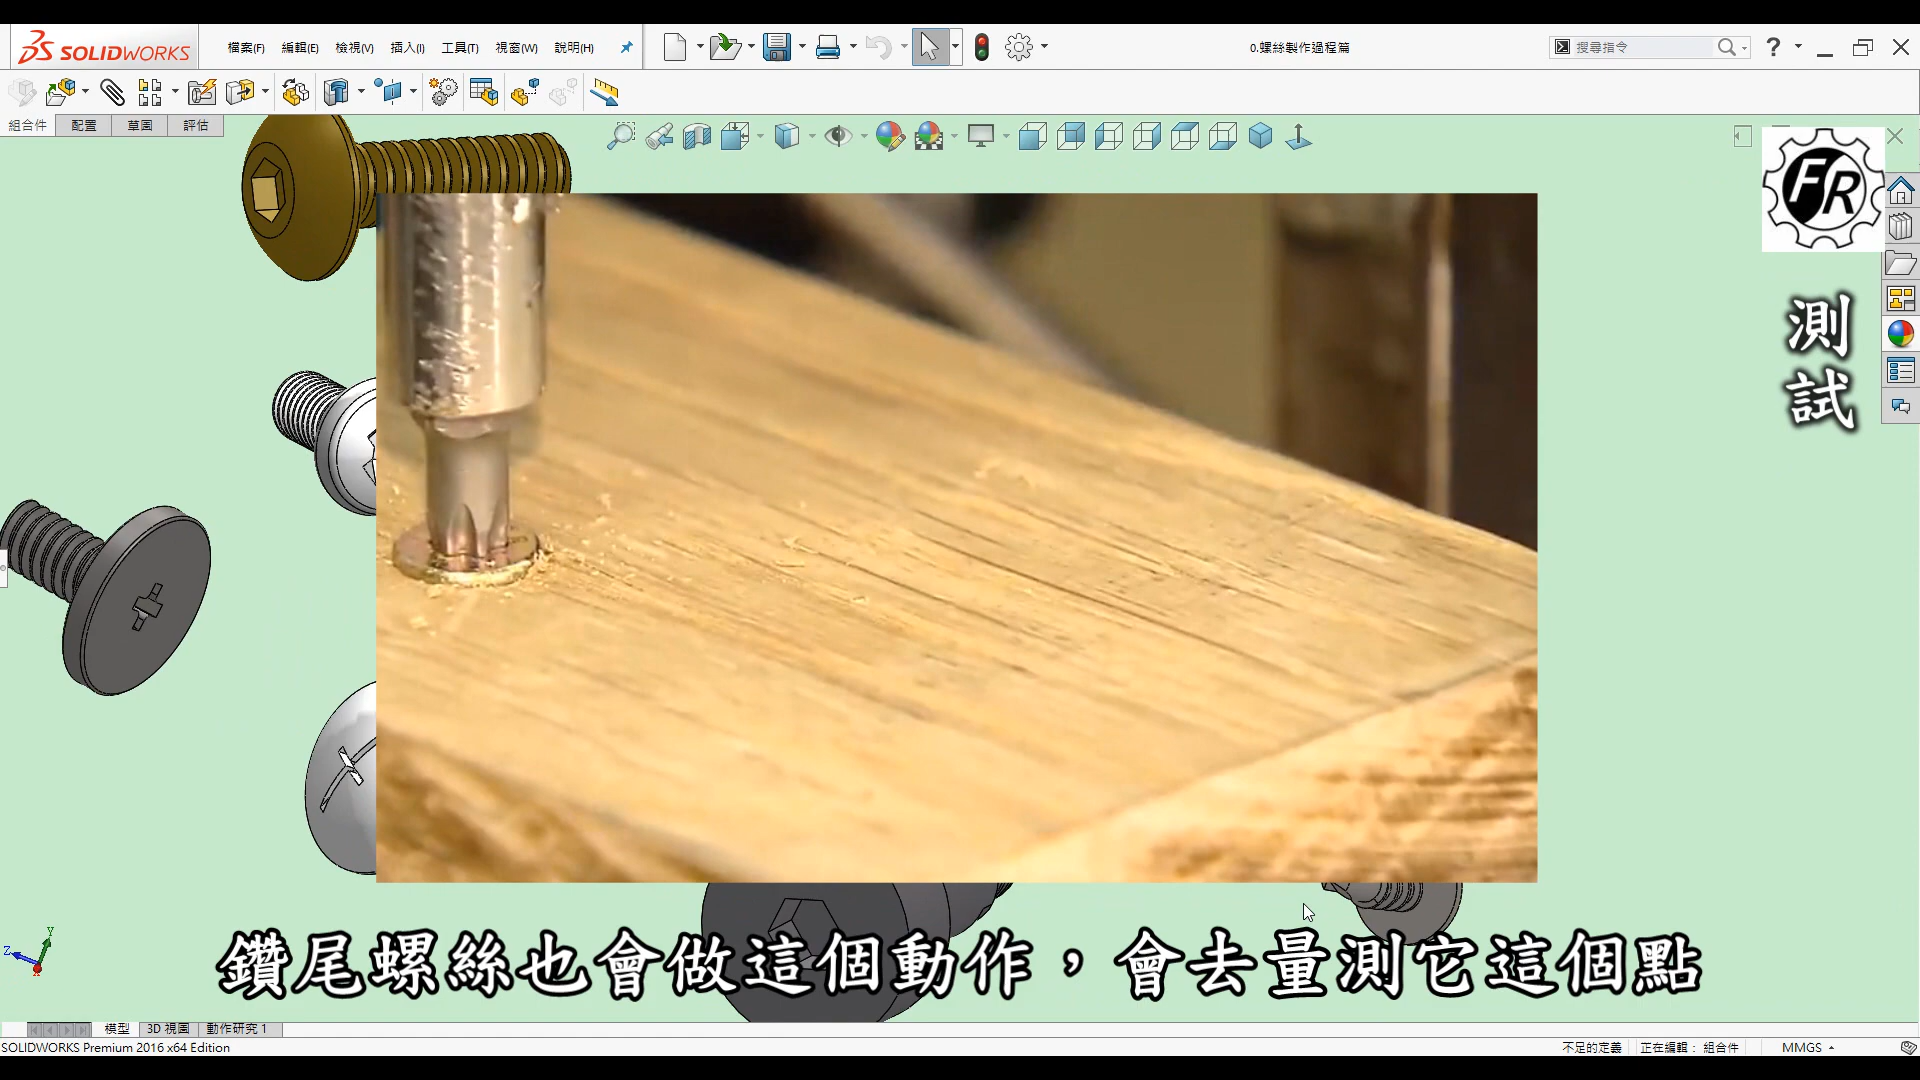 SOLIDWORKS
檔案(F) 編輯(E) 檢視(V) 插入(I) 工具(T) 視窗(W) 說明(H)
0.螺絲製作過程篇
搜尋指令
組合件 配置 草圖 評估
FR
測試
鑽尾螺絲也會做這個動作，會去量測它這個點
Z Y
模型 3D 視圖 動作研究 1
SOLIDWORKS Premium 2016 x64 Edition
不足的定義 正在編輯： 組合件 MMGS